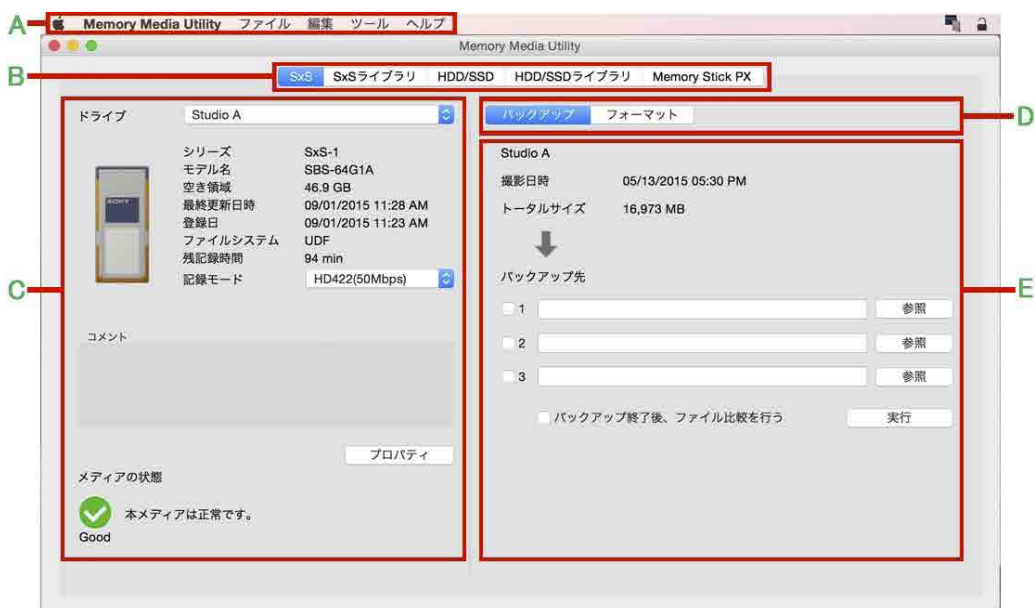 A
Memory Media Utility ファイル 編集 ツール ヘルプ
Memory Media Utility
B
SxS SxSライブラリ HDD/SSD HDD/SSDライブラリ Memory Stick PX
C
ドライブ Studio A
SONY
シリーズ SxS-1
モデル名 SBS-64G1A
空き領域 46.9 GB
最終更新日時 09/01/2015 11:28 AM
登録日 09/01/2015 11:23 AM
ファイルシステム UDF
残記録時間 94 min
記録モード HD422(50Mbps)
コメント
プロパティ
メディアの状態
本メディアは正常です。
Good
D
バックアップ フォーマット
E
Studio A
撮影日時 05/13/2015 05:30 PM
トータルサイズ 16,973 MB
バックアップ先
1 参照
2 参照
3 参照
バックアップ終了後、ファイル比較を行う 実行